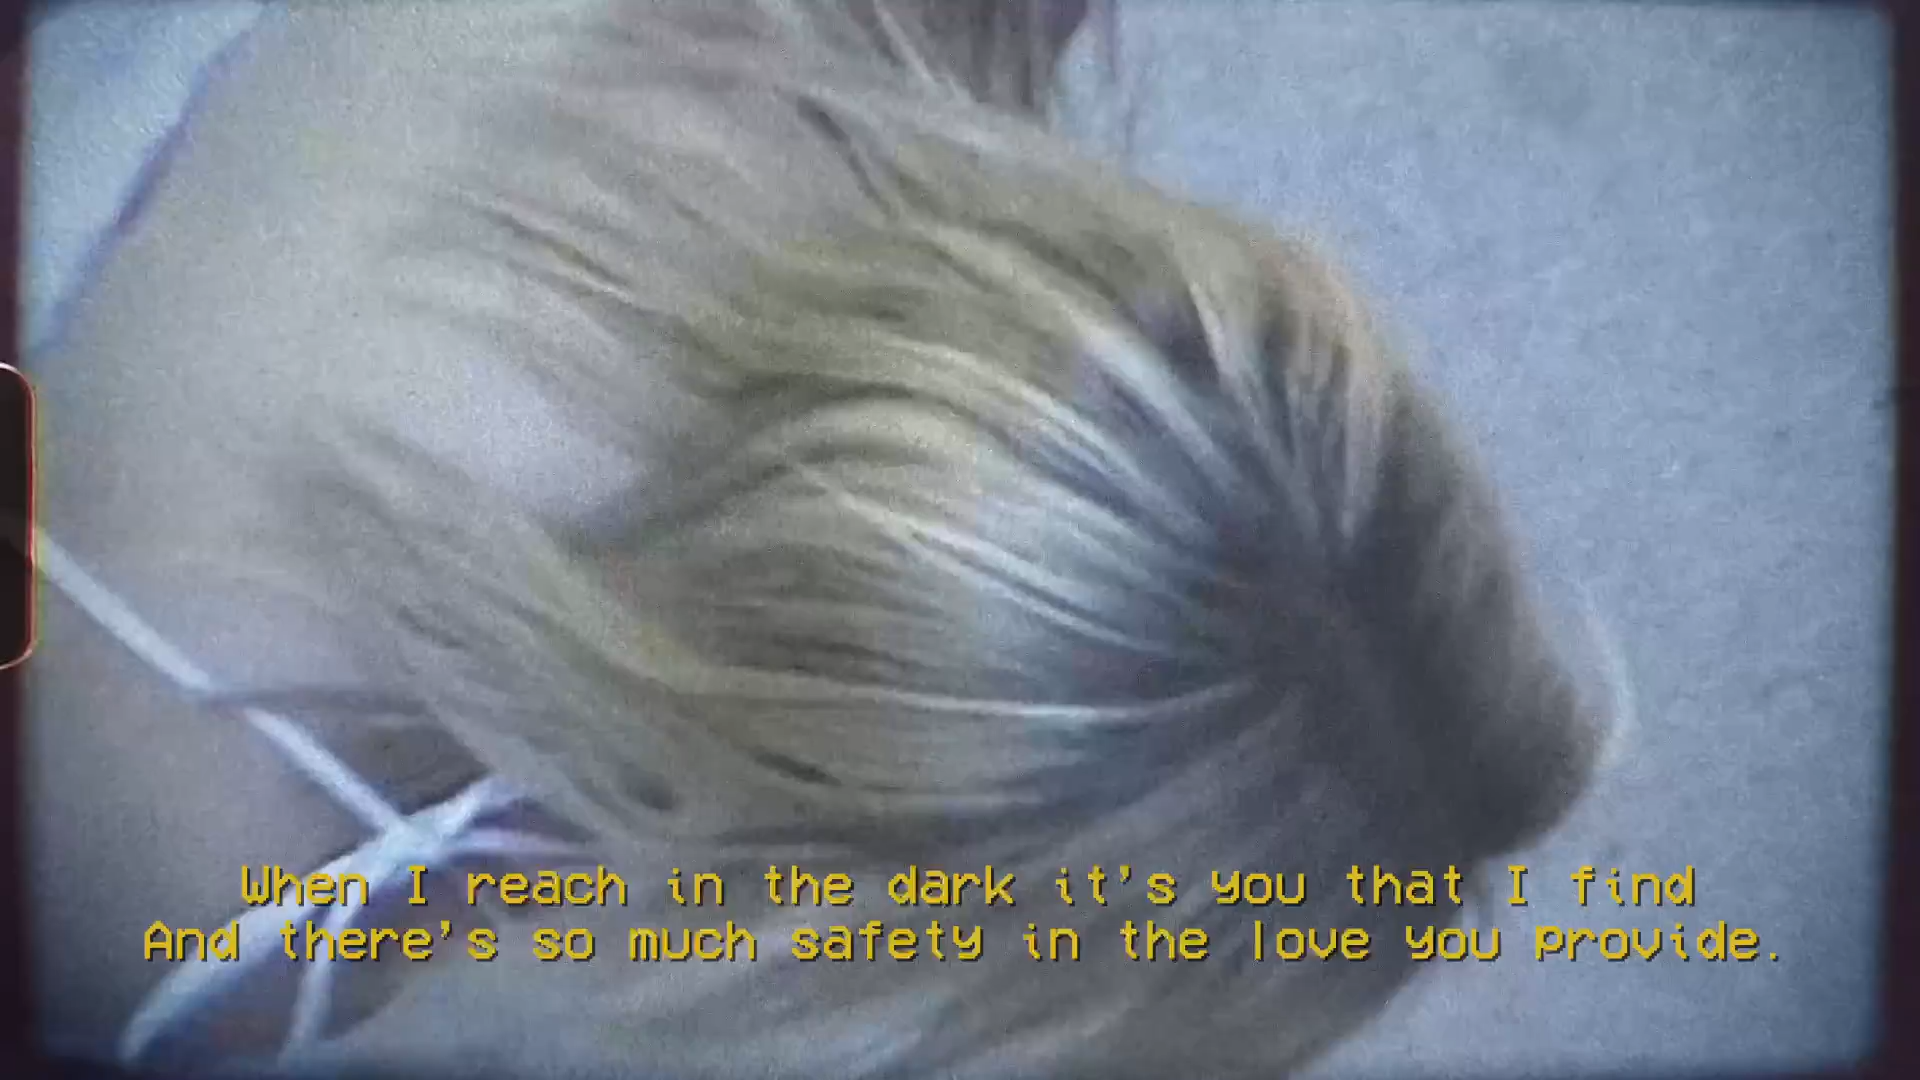 When I reach in the dark it's you that I find
And there's so much safety in the love you provide.